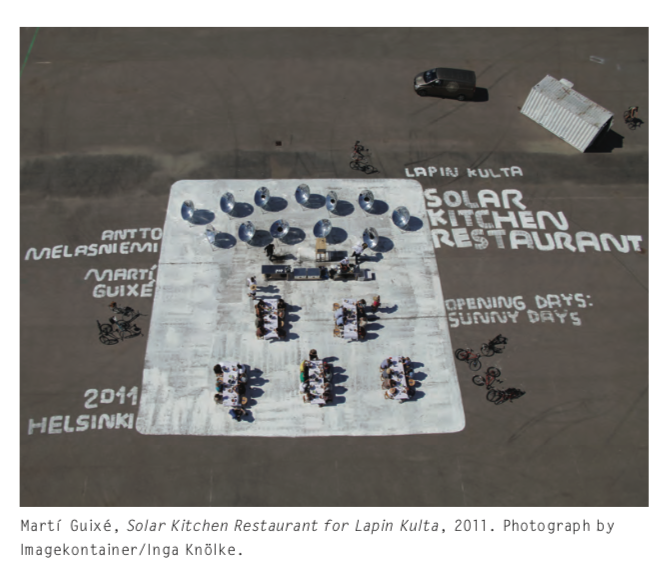 LAPIN KULTA
SOLAR
KITCHEN
RESTAURANT
ANTTO
MELASNIEMI
MARTÍ
GUIXÉ
OPENING DAYS:
SUNNY DAYS
2011
HELSINKI
Martí Guixé, Solar Kitchen Restaurant for Lapin Kulta, 2011. Photograph by
Imagekontainer/Inga Knölke.